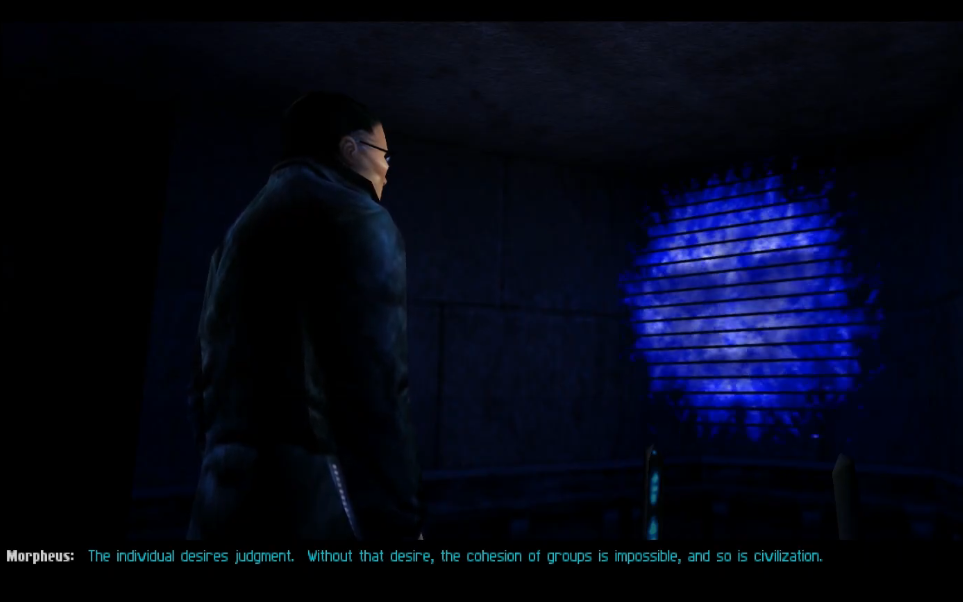 Morpheus: The individual desires judgment. Without that desire, the cohesion of groups is impossible, and so is civilization.